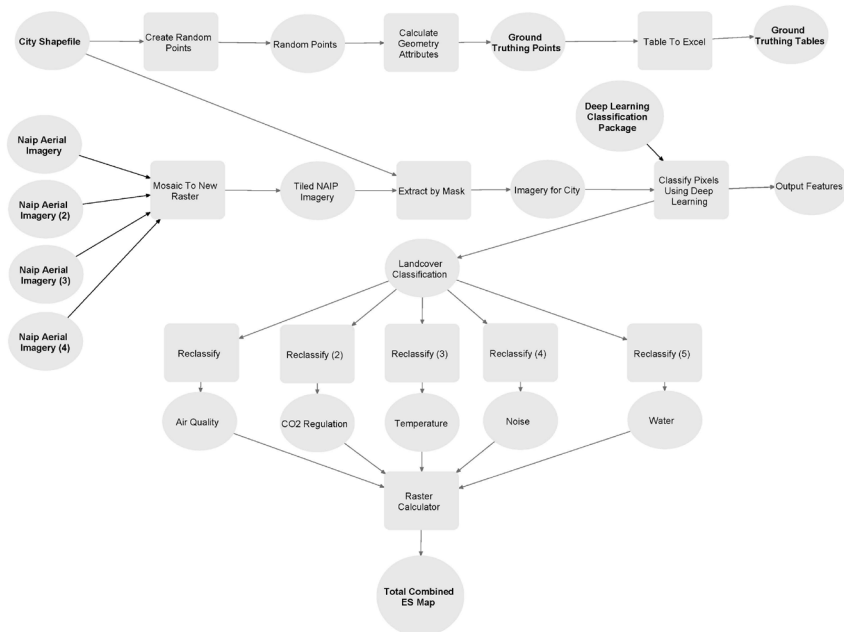 City Shapefile
Create Random
Points
Random Points
Calculate
Geometry
Attributes
Ground
Truthing Points
Table To Excel
Ground
Truthing Tables
Deep Learning
Classification
Package
Naip Aerial
Imagery
Naip Aerial
Imagery (2)
Naip Aerial
Imagery (3)
Naip Aerial
Imagery (4)
Mosaic To New
Raster
Tiled NAIP
Imagery
Extract by Mask
Imagery for City
Classify Pixels
Using Deep
Learning
Output Features
Landcover
Classification
Reclassify
Reclassify (2)
Reclassify (3)
Reclassify (4)
Reclassify (5)
Air Quality
CO2 Regulation
Temperature
Noise
Water
Raster
Calculator
Total Combined
ES Map